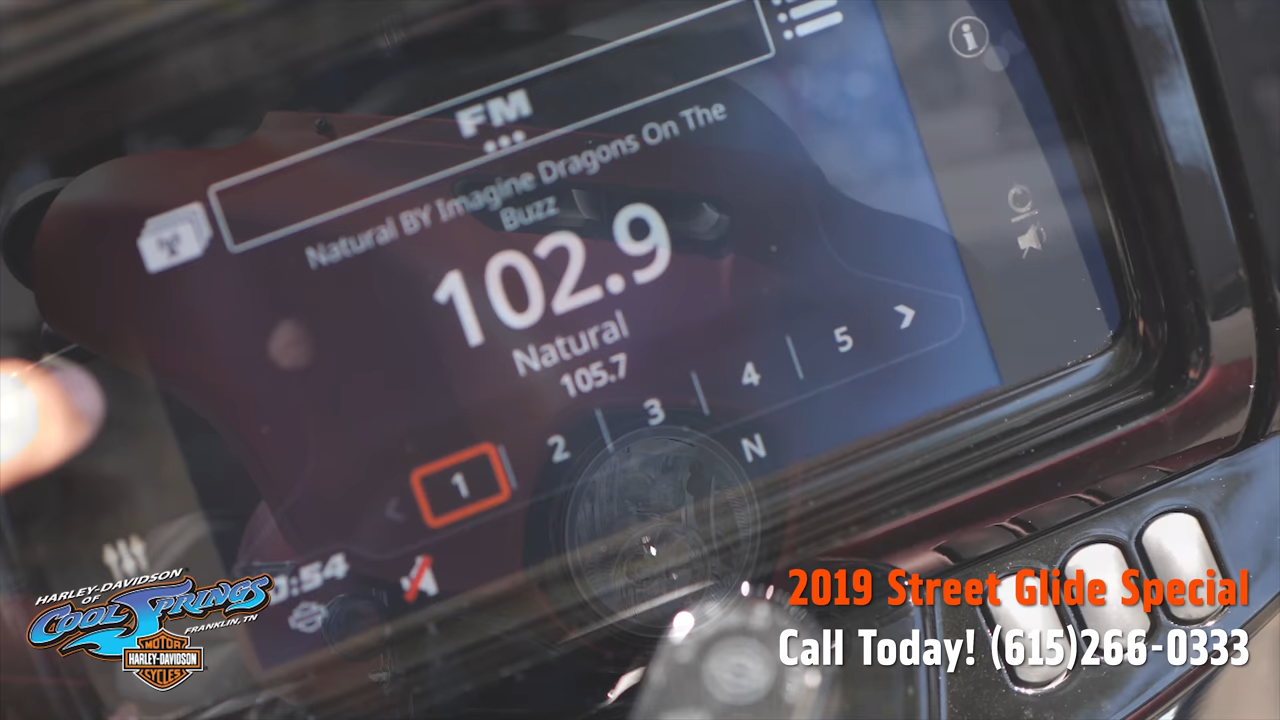 FM
Natural BY Imagine Dragons On The
Buzz
102.9
Natural
105.7
1 2 3 4 5
N
:54
HARLEY-DAVIDSON
OF
COOL SPRINGS
FRANKLIN, TN
MOTOR
HARLEY-DAVIDSON
CYCLES
2019 Street Glide Special
Call Today! (615)266-0333